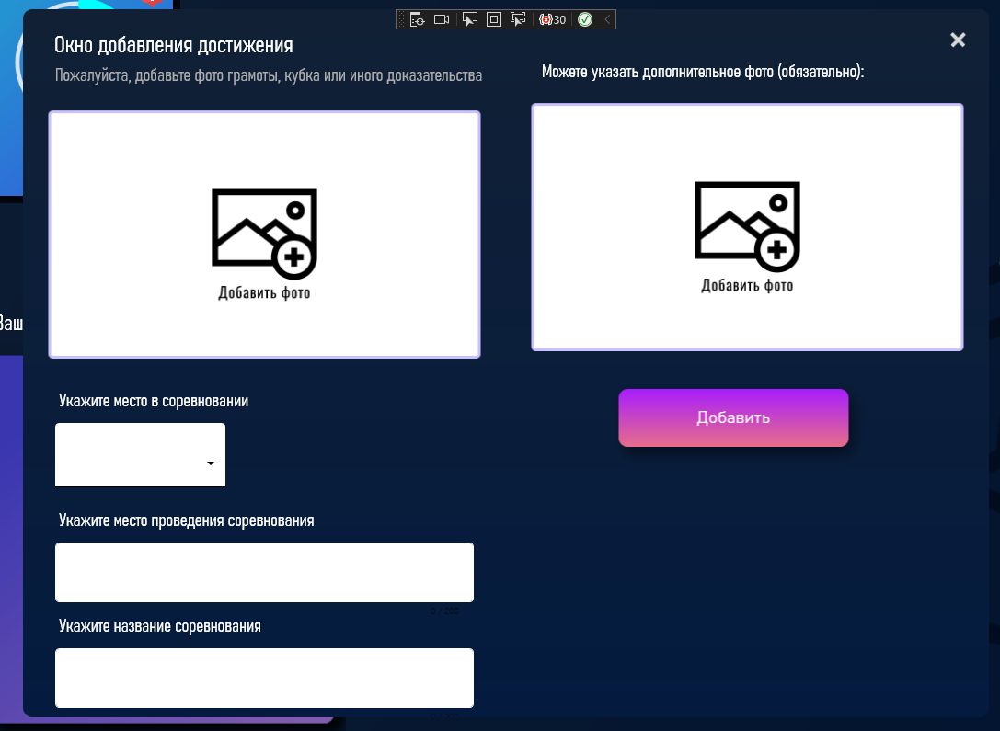 30
Окно добавления достижения
Пожалуйста, добавьте фото грамоты, кубка или иного доказательства
Можете указать дополнительное фото (обязательно):
Добавить фото
Добавить фото
Ваш
Укажите место в соревновании
Добавить
Укажите место проведения соревнования
0 / 200
Укажите название соревнования